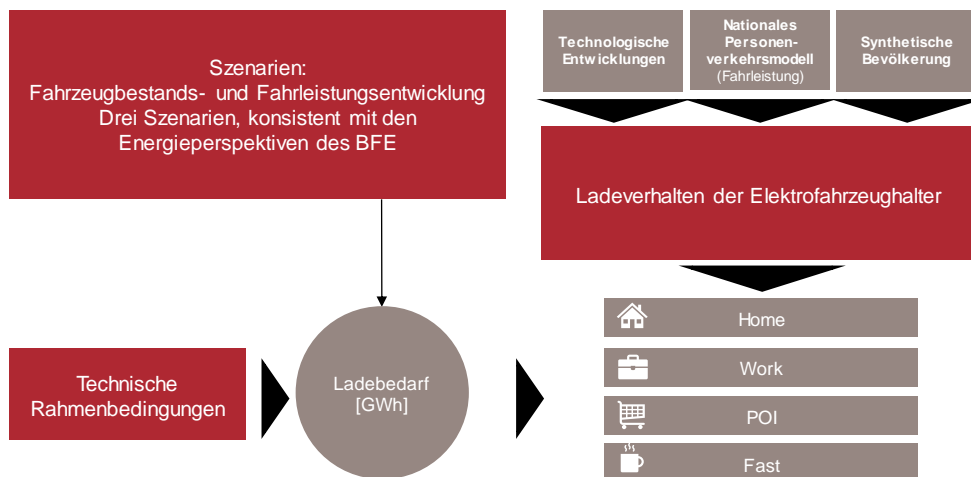 Szenarien:
Fahrzeugbestands- und Fahrleistungsentwicklung
Drei Szenarien, konsistent mit den
Energieperspektiven des BFE
Technologische
Entwicklungen
Nationales
Personen-
verkehrsmodell
(Fahrleistung)
Synthetische
Bevölkerung
Ladeverhalten der Elektrofahrzeughalter
Technische
Rahmenbedingungen
Ladebedarf
[GWh]
Home
Work
POI
Fast